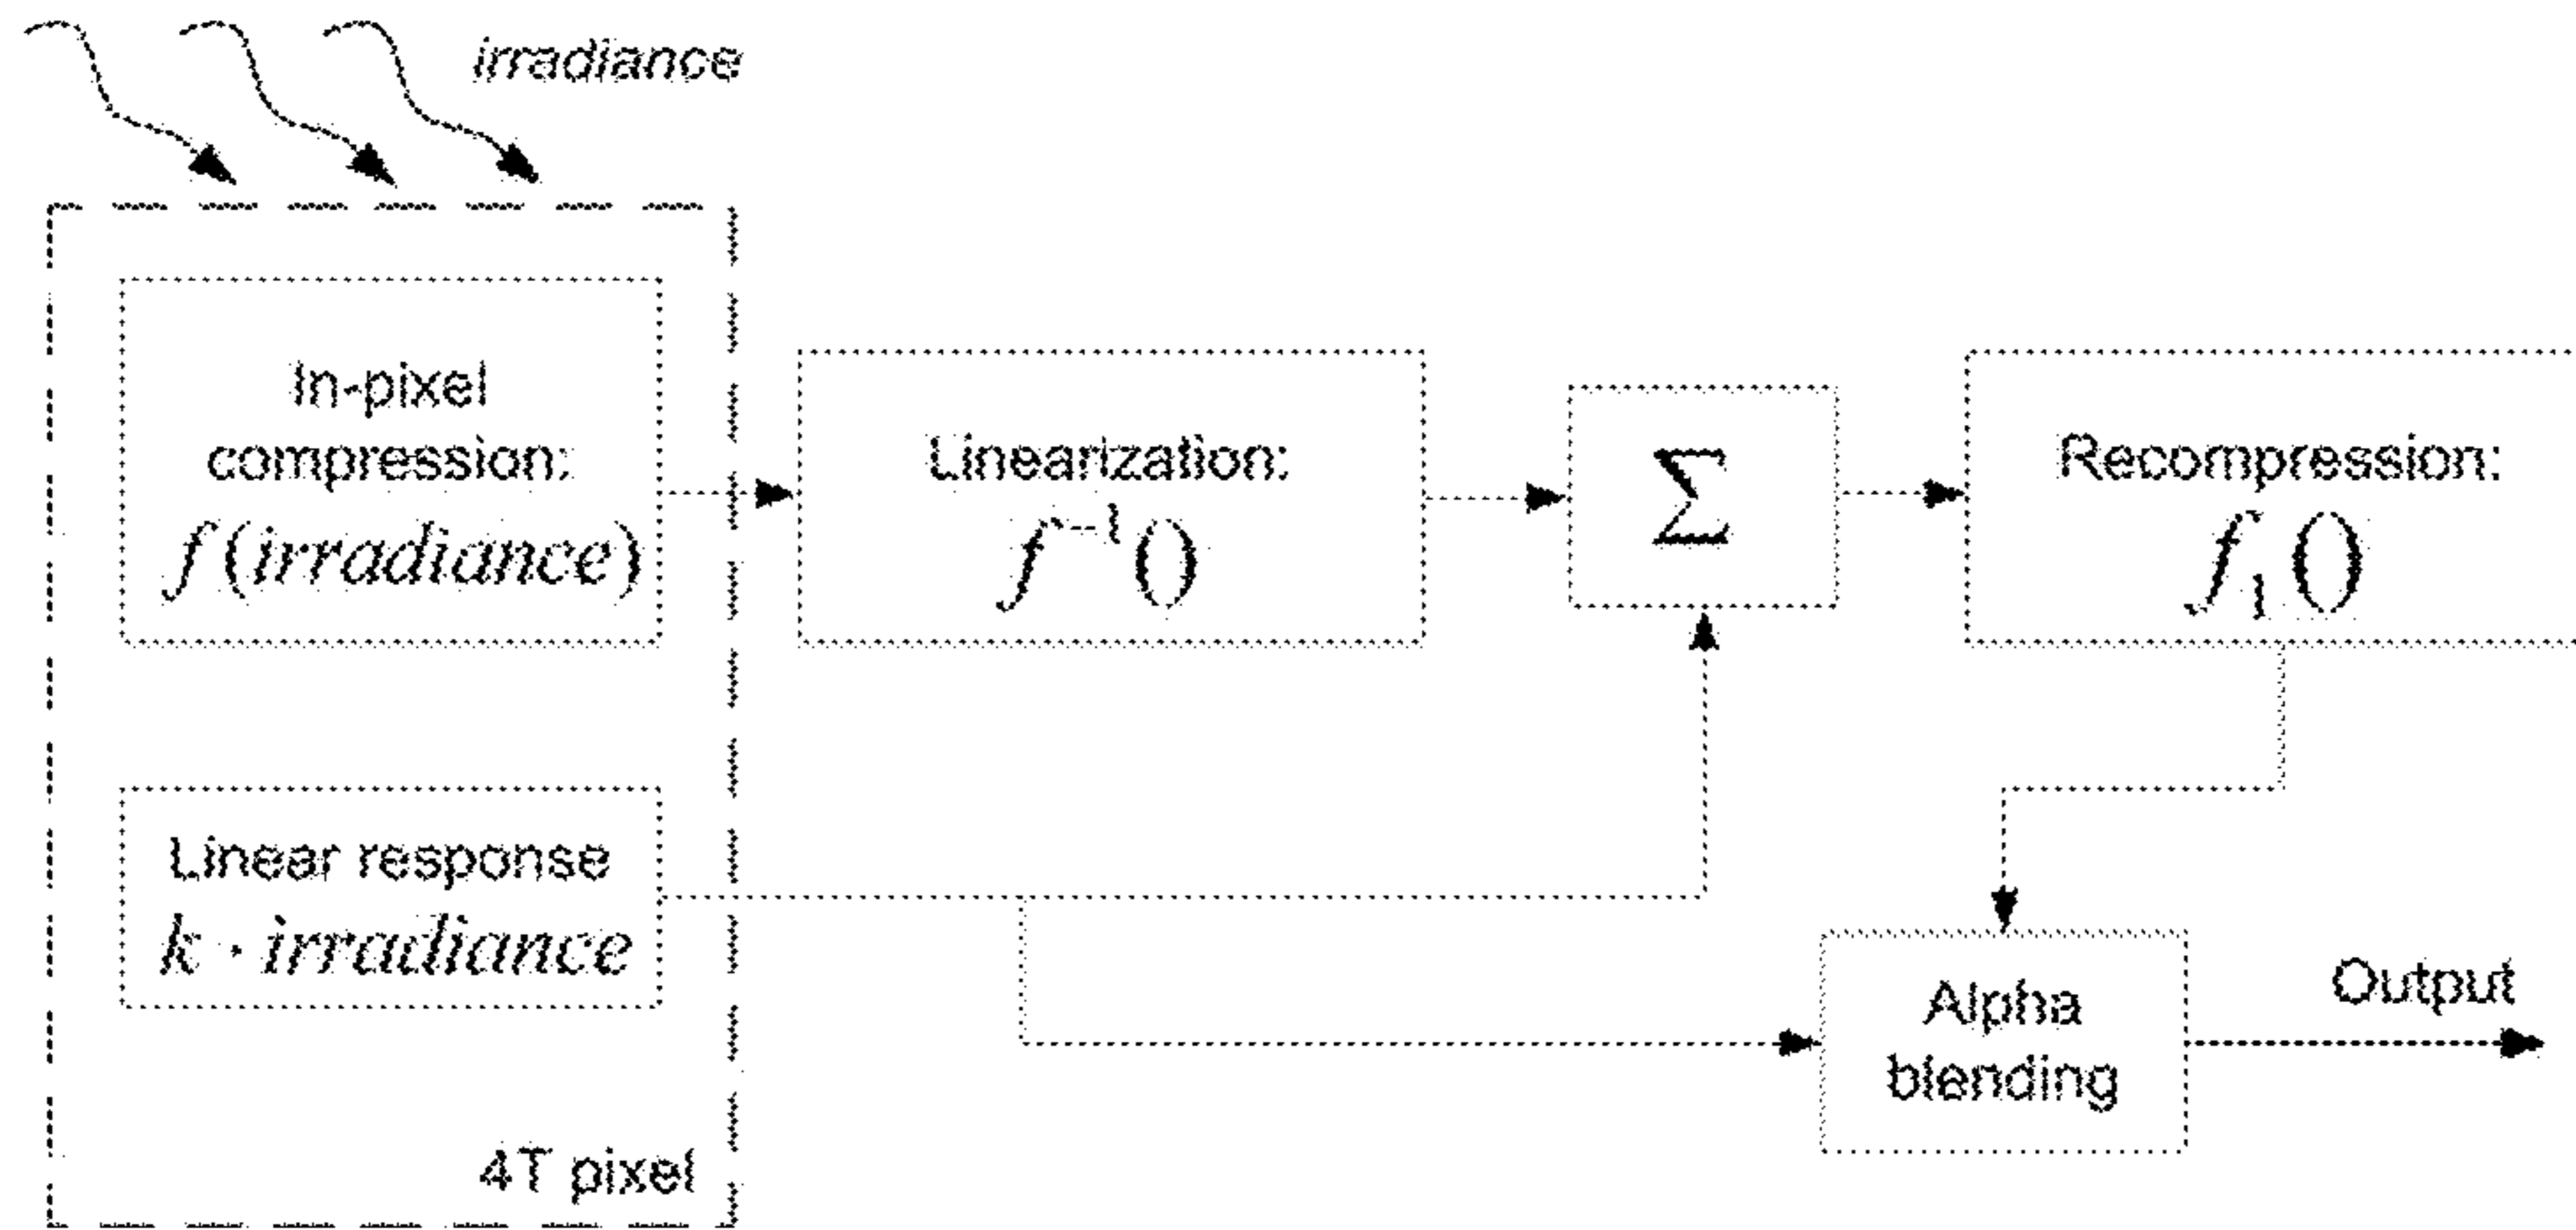 irradiance
In-pixel
compression:
f (irradiance)
Linearization:
f⁻¹ ()
Σ
Recompression:
f₁ ()
Linear response
k · irradiance
Alpha
blending
Output
4T pixel